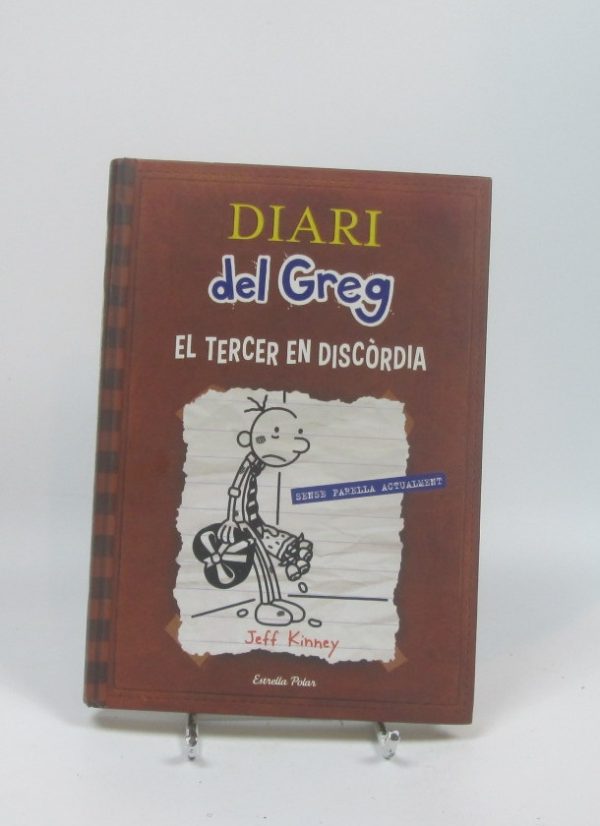 DIARI
del Greg
EL TERCER EN DISCÒRDIA
SENSE PARELLA ACTUALMENT
Jeff Kinney
Estrella Polar